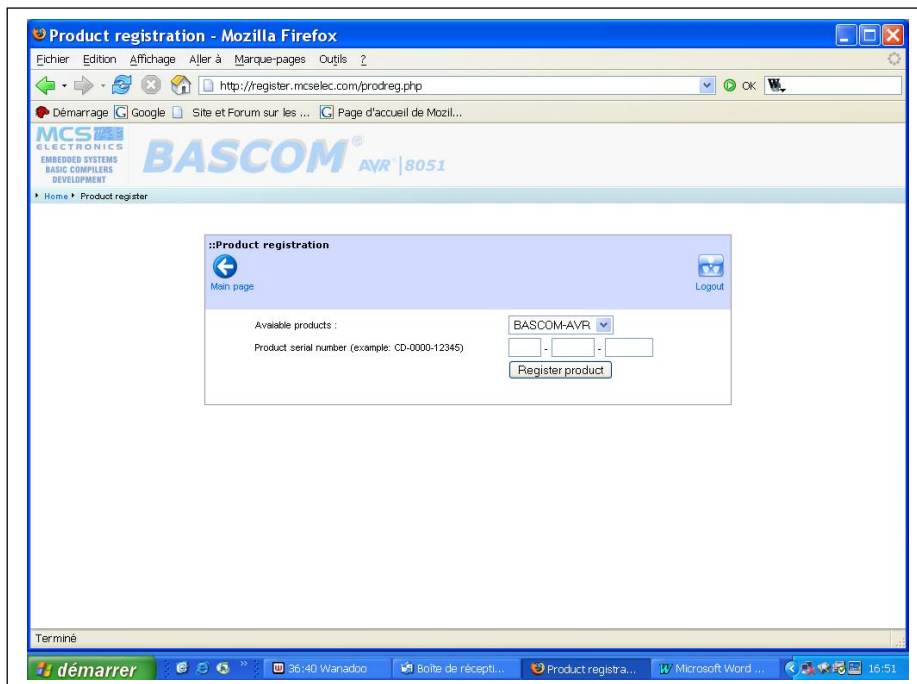 Product registration - Mozilla Firefox
Fichier Edition Affichage Aller à Marque-pages Outils ?
http://register.mcselec.com/prodreg.php OK W.
Démarrage Google Site et Forum sur les ... Page d'accueil de Mozil...
MCS
ELECTRONICS
EMBEDDED SYSTEMS
BASIC COMPILERS
DEVELOPMENT
BASCOM® AVR® | 8051
Home Product register
::Product registration
Main page Logout
Avaiable products : BASCOM-AVR
Product serial number (example: CD-0000-12345) - -
Register product
Terminé
démarrer » 36:40 Wanadoo Boîte de récepti... Product registra... Microsoft Word ... 16:51